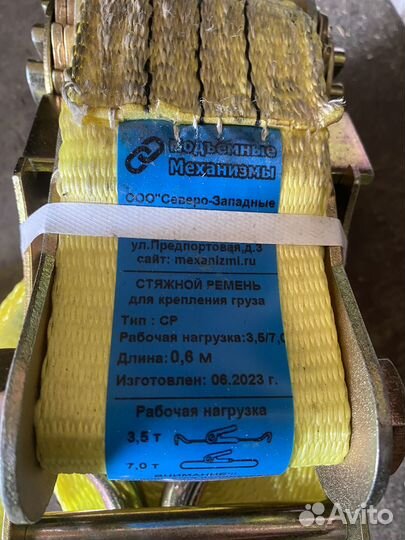 Подъемные
Механизмы
ООО"Северо-Западные
ул.Предпортовая,д.3
сайт: mexanizmi.ru
СТЯЖНОЙ РЕМЕНЬ
для крепления груза
Тип : СР
Рабочая нагрузка:3,5/7,0
Длина: 0,6 м
Изготовлен: 06.2023 г.
Рабочая нагрузка
3,5 т
7,0 т
ВНИМАНИЕ!
Avito